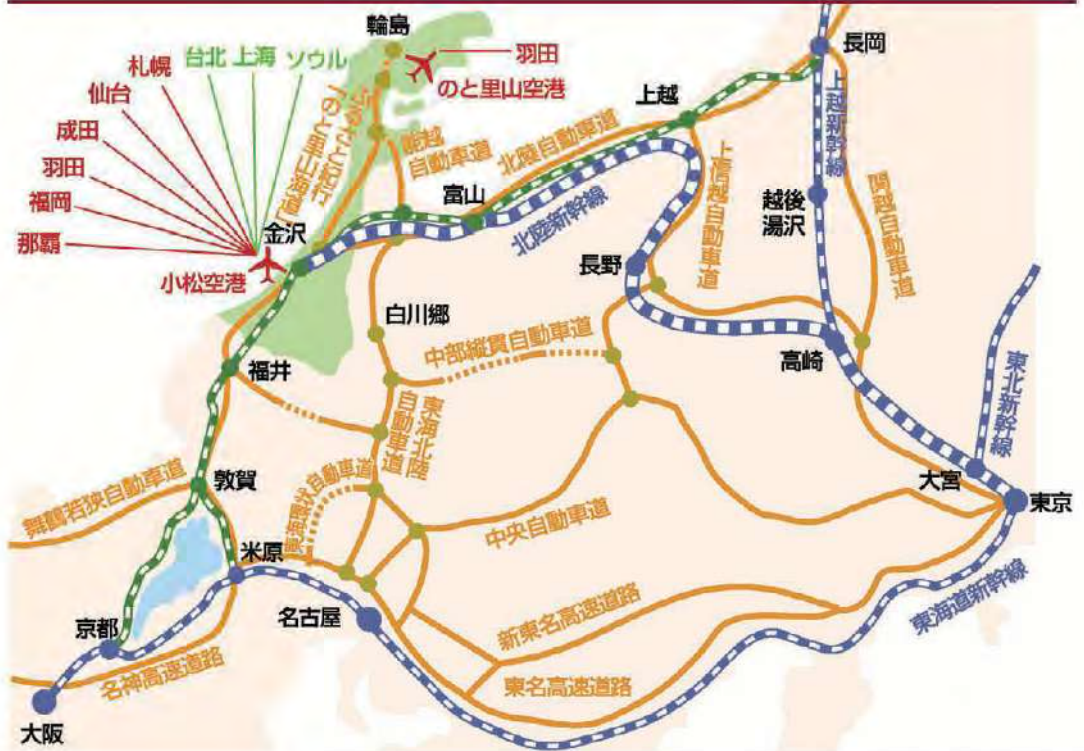 輪島
羽田
のと里山空港
長岡
札幌
台北
上海
ソウル
仙台
成田
羽田
福岡
那覇
小松空港
金沢
「のと里山海道」
能越
自動車道
富山
北陸自動車道
上越
上越新幹線
越後
湯沢
関越自動車道
上信越自動車道
北陸新幹線
長野
高崎
東北新幹線
白川郷
中部縦貫自動車道
福井
東海北陸
自動車道
東海環状自動車道
敦賀
舞鶴若狭自動車道
大宮
東京
中央自動車道
米原
名古屋
新東名高速道路
東海道新幹線
京都
名神高速道路
東名高速道路
大阪